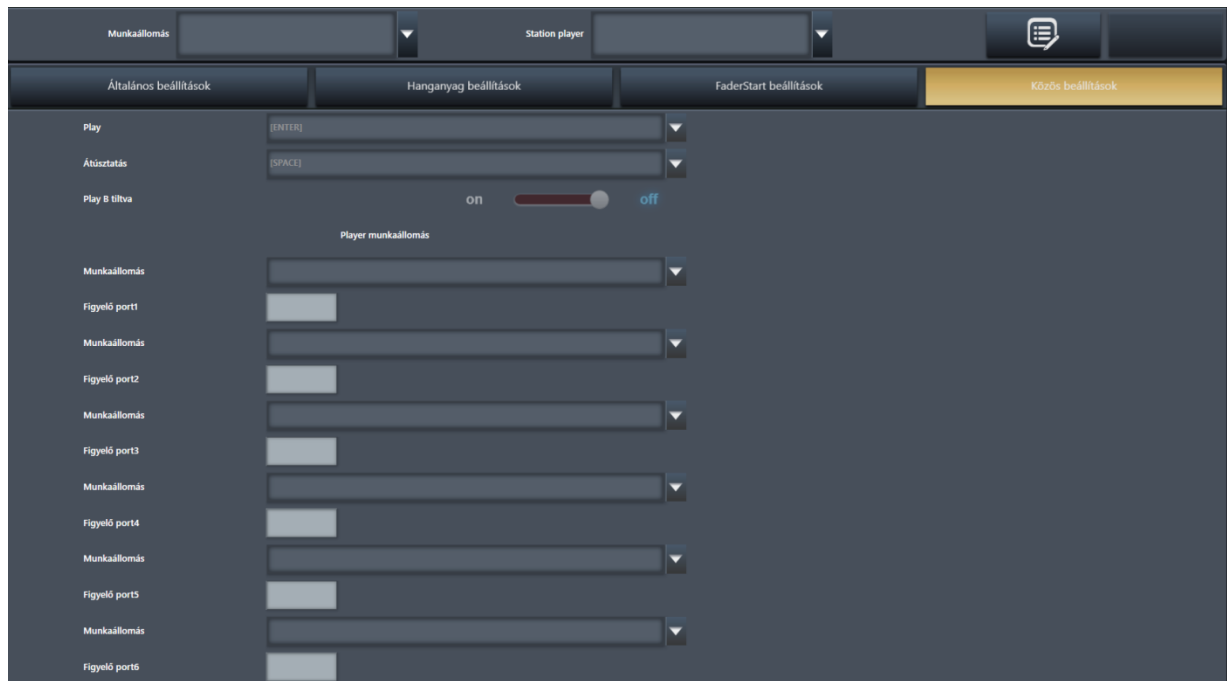 Munkaállomás Station player
Általános beállítások Hanganyag beállítások FaderStart beállítások Közös beállítások
Play [ENTER]
Átúsztatás [SPACE]
Play B tiltva on off
Player munkaállomás
Munkaállomás
Figyelő port1
Munkaállomás
Figyelő port2
Munkaállomás
Figyelő port3
Munkaállomás
Figyelő port4
Munkaállomás
Figyelő port5
Munkaállomás
Figyelő port6